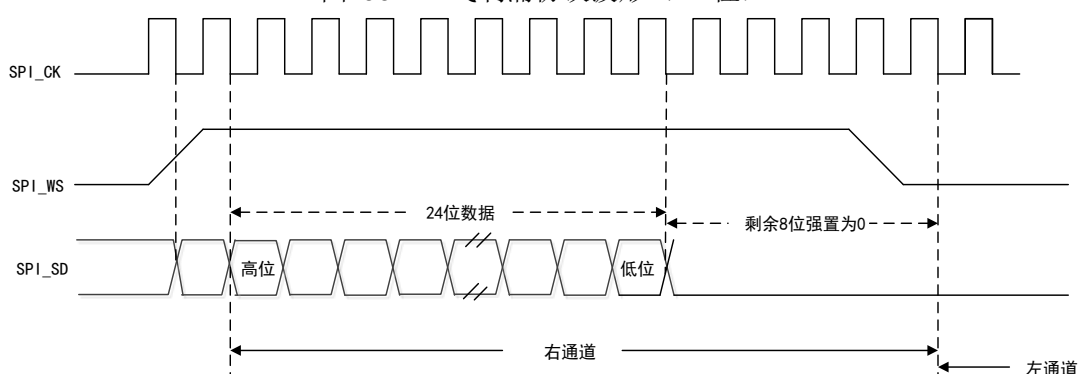 SPI_CK
SPI_WS
24位数据
剩余8位强置为0
SPI_SD
高位
低位
右通道
左通道